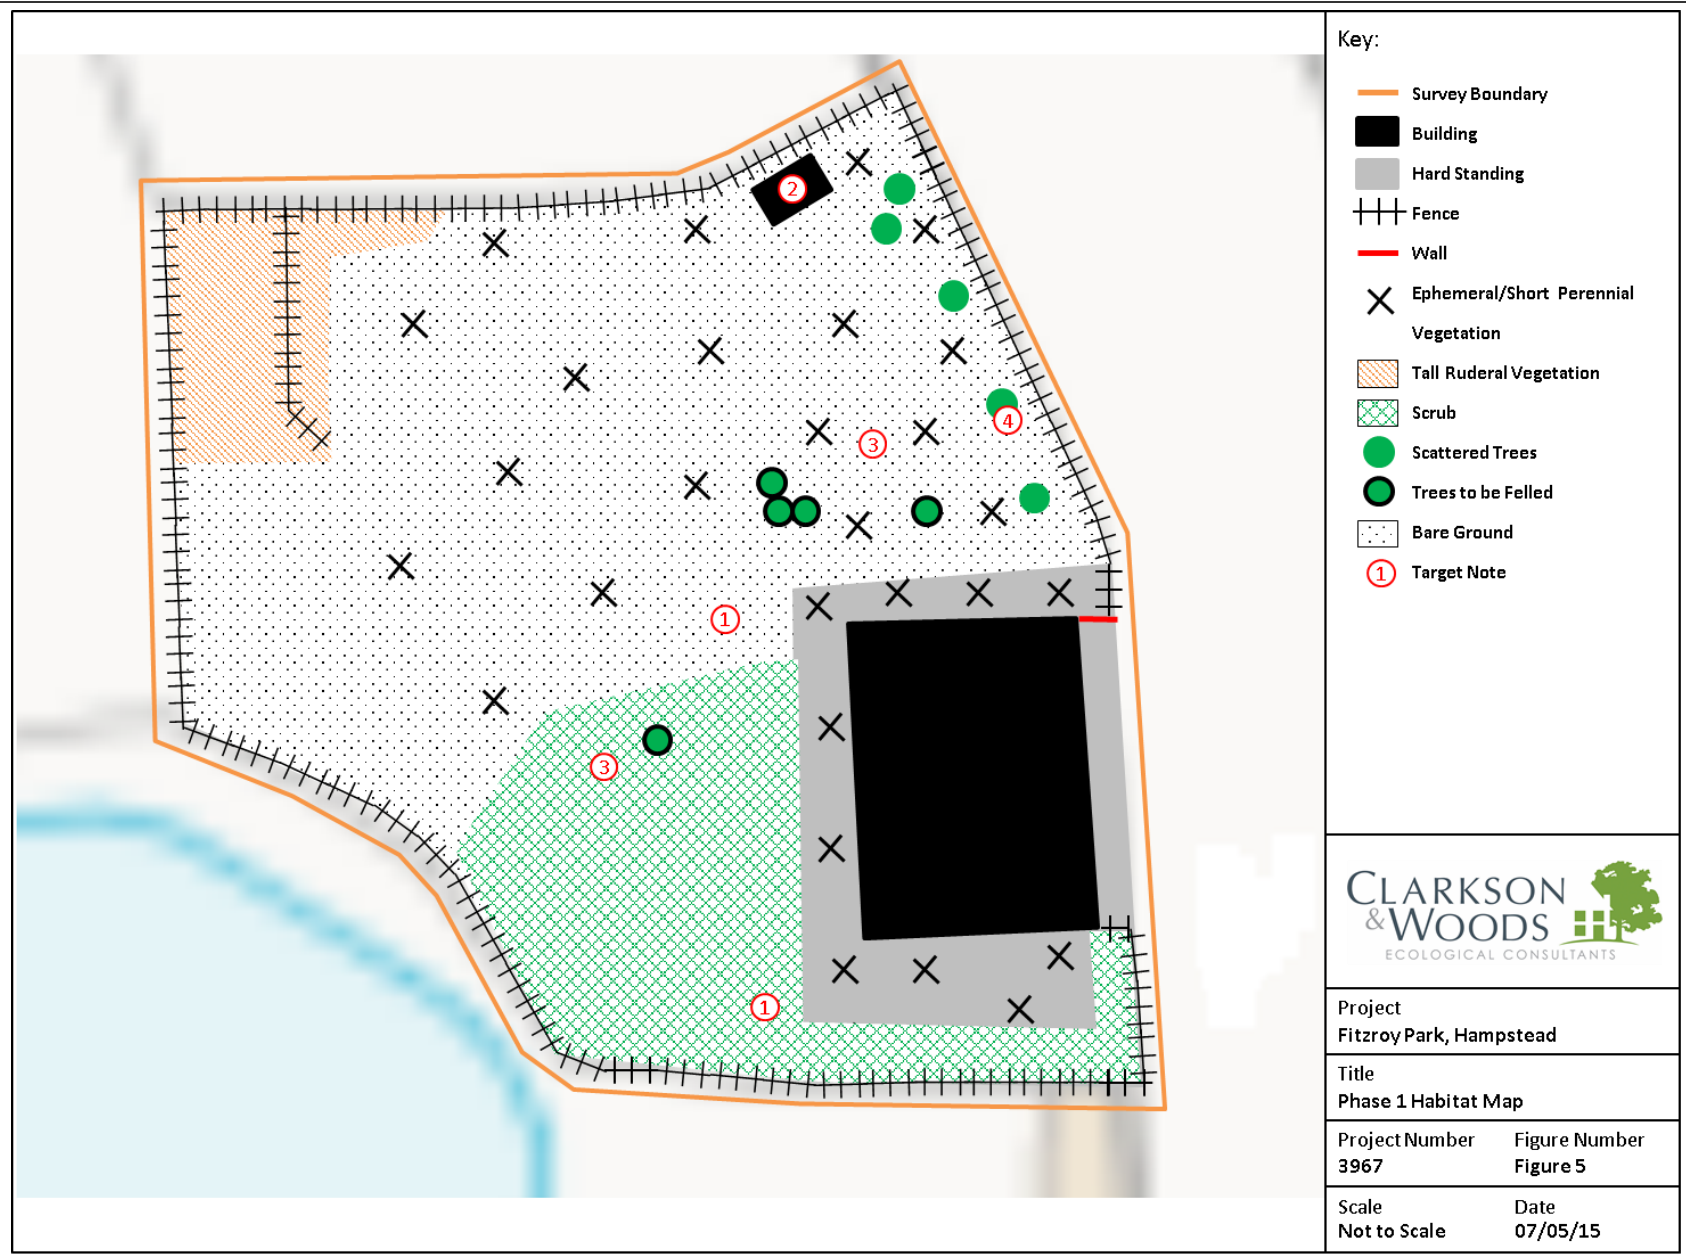 2
4
3
1
3
1
Key:
Survey Boundary
Building
Hard Standing
Fence
Wall
Ephemeral/Short Perennial
Vegetation
Tall Ruderal Vegetation
Scrub
Scattered Trees
Trees to be Felled
Bare Ground
1 Target Note
CLARKSON
&WOODS
ECOLOGICAL CONSULTANTS
Project
Fitzroy Park, Hampstead
Title
Phase 1 Habitat Map
Project Number Figure Number
3967 Figure 5
Scale Date
Not to Scale 07/05/15